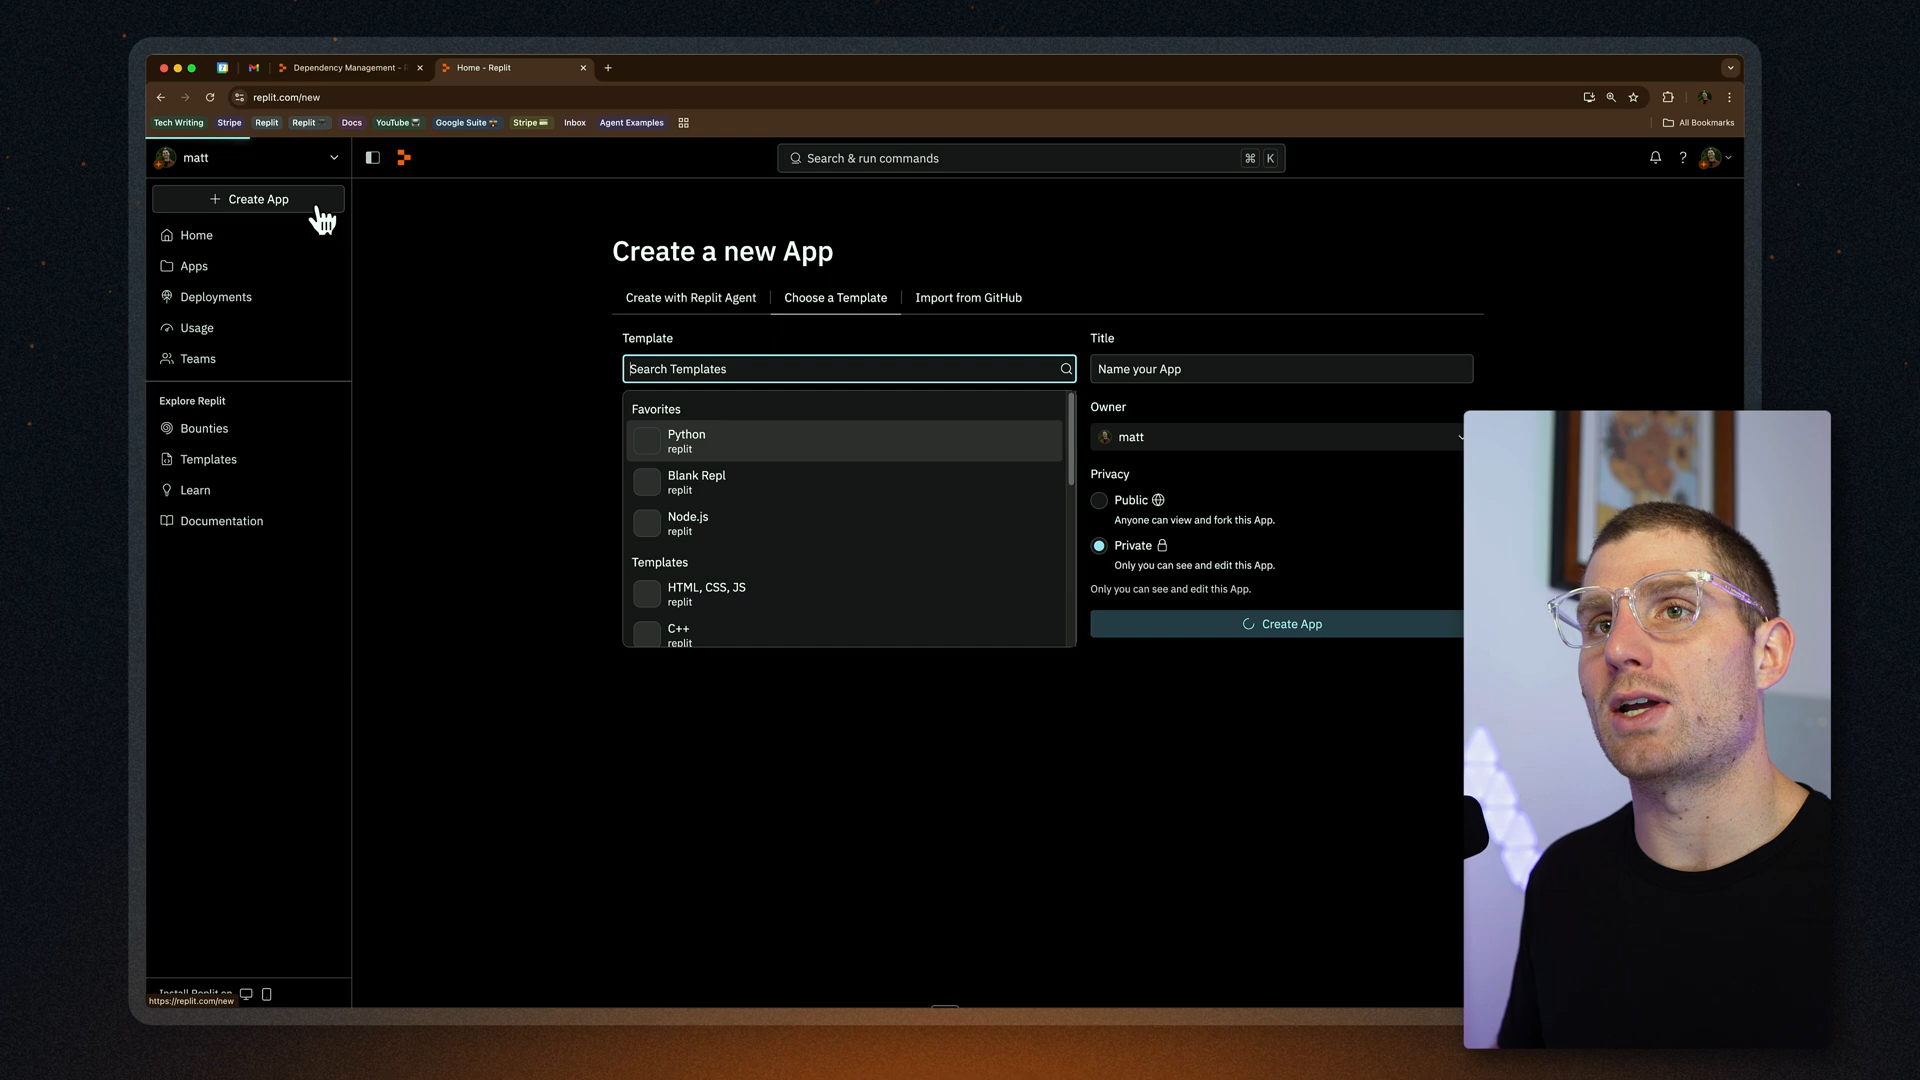 Dependency Management -
Home - Replit
replit.com/new
Tech Writing
Stripe
Replit
Replit
Docs
YouTube
Google Suite
Stripe
Inbox
Agent Examples
All Bookmarks
matt
Search & run commands
⌘ K
?
+ Create App
Home
Apps
Deployments
Usage
Teams
Explore Replit
Bounties
Templates
Learn
Documentation
Create a new App
Create with Replit Agent
Choose a Template
Import from GitHub
Template
Search Templates
Favorites
Python
replit
Blank Repl
replit
Node.js
replit
Templates
HTML, CSS, JS
replit
C++
replit
Title
Name your App
Owner
matt
Privacy
Public
Anyone can view and fork this App.
Private
Only you can see and edit this App.
Only you can see and edit this App.
Create App
Install Replit on
https://replit.com/new